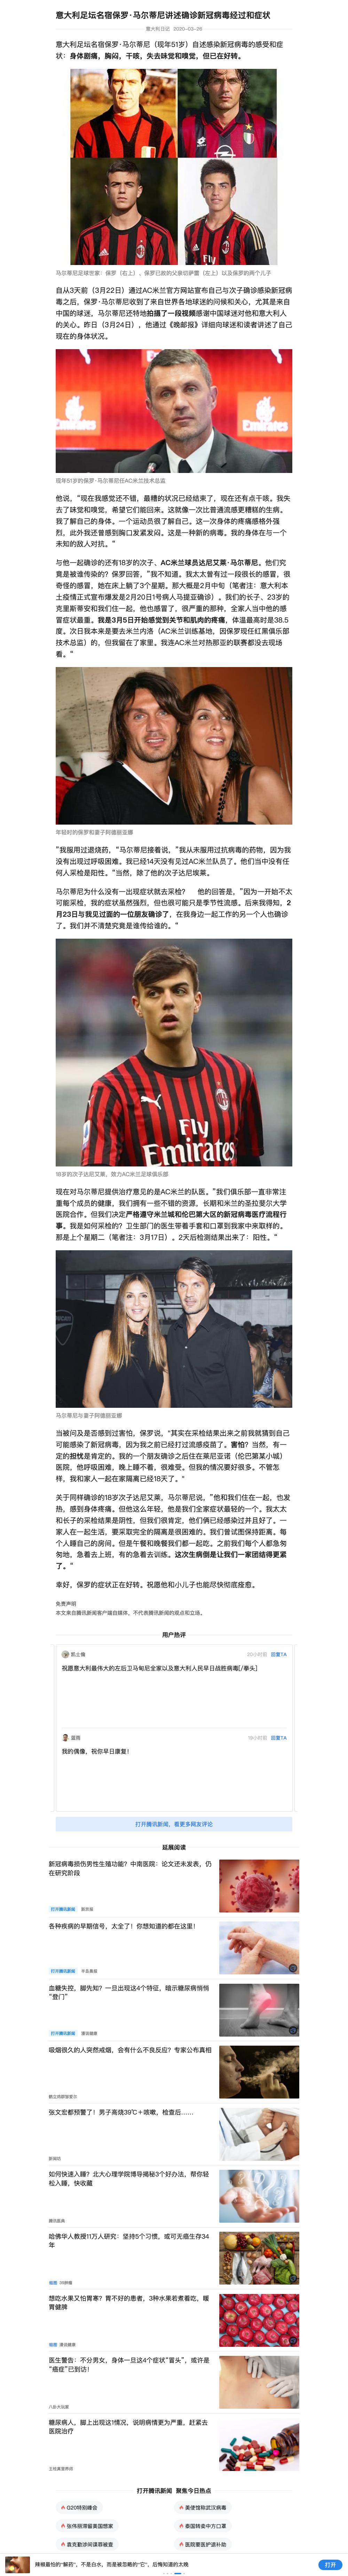 意大利足坛名宿保罗·马尔蒂尼讲述确诊新冠病毒经过和症状
意大利日记 2020-03-26
意大利足坛名宿保罗·马尔蒂尼（现年51岁）自述感染新冠病毒的感受和症
状：身体剧痛，胸闷，干咳，失去味觉和嗅觉，但已在好转。
马尔蒂尼足球世家：保罗（右上），保罗已故的父亲切萨雷（左上）以及保罗的两个儿子
自从3天前（3月22日）通过AC米兰官方网站宣布自己与次子确诊感染新冠病
毒之后，保罗·马尔蒂尼收到了来自世界各地球迷的问候和关心，尤其是来自
中国的球迷，马尔蒂尼还特地拍摄了一段视频感谢中国球迷对他和意大利人
的关心。昨日（3月24日），他通过《晚邮报》详细向球迷和读者讲述了自己
现在的身体状况。
现年51岁的保罗·马尔蒂尼任AC米兰技术总监
他说，“现在我感觉还不错，最糟的状况已经结束了，现在还有点干咳。我失
去了味觉和嗅觉，希望它们能回来。这就像一次比普通流感更糟糕的生病。
我了解自己的身体。一个运动员很了解自己。这一次身体的疼痛感格外强
烈，此外我还曾感到胸口发紧发闷。这是一种新的病毒。我的身体在与一个
未知的敌人对抗。”
与他一起确诊的还有18岁的次子、AC米兰球员达尼艾莱·马尔蒂尼。他们究
竟是被谁传染的？保罗回答，“我不知道。我太太曾有过一段很长的感冒，很
奇怪的感冒，她在床上躺了3个星期。那大概是2月中旬（笔者注：意大利本
土疫情正式宣布爆发是2月20日1号病人马提亚确诊）。我们的长子、23岁的
克里斯蒂安和我们住一起，他也感冒了，很严重的那种，全家人当中他的感
冒症状最重。我是3月5日开始感觉到关节和肌肉的疼痛，体温最高时是38.5
度。次日我本来是要去米兰内洛（AC米兰训练基地，因保罗现任红黑俱乐部
技术总监）的，但我留在了家里。我连AC米兰对热那亚的联赛都没去现场
看。”
年轻时的保罗和妻子阿德丽亚娜
“我服用过退烧药，”马尔蒂尼接着说，“我从未服用过抗病毒的药物，因为我
没有出现过呼吸困难。我已经14天没有见过AC米兰队员了。他们当中没有任
何人采检是阳性。”当然，除了他的次子达尼埃莱。
马尔蒂尼为什么没有一出现症状就去采检？ 他的回答是，“因为一开始不太
可能采检，我的症状虽然强烈，但也很可能只是季节性流感。后来我得知，2
月23日与我见过面的一位朋友确诊了，在我身边一起工作的另一个人也确诊
了。我们并不清楚究竟是谁传给谁的。”
18岁的次子达尼艾莱，效力AC米兰足球俱乐部
现在对马尔蒂尼提供治疗意见的是AC米兰的队医。“我们俱乐部一直非常注
重每个成员的健康，我们拥有一些不错的资源，长期和米兰的圣拉斐尔大学
医院合作。但我们决定严格遵守米兰城和伦巴第大区的新冠病毒医疗流程行
事。我是如何采检的？卫生部门的医生带着手套和口罩到我家中来取样的。
那是上个星期二（笔者注：3月17日）。2天后检测结果出来了：阳性。”
马尔蒂尼与妻子阿德丽亚娜
当被问及是否感到过害怕，保罗说，“其实在采检结果出来之前我就猜到自己
可能感染了新冠病毒，因为我之前已经打过流感疫苗了。害怕？当然，有一
定的担忧是肯定的。我的一个朋友确诊之后住在莱尼亚诺（伦巴第某小城）
医院，他呼吸困难，晚上睡不着，很难受。但我的情况要好很多。不管怎
样，我和家人一起在家隔离已经18天了。”
关于同样确诊的18岁次子达尼艾莱，马尔蒂尼说，“他和我们住在一起，也发
热，感到身体疼痛。但他这么年轻，他是我们全家症状最轻的一个。我太太
和长子的采检结果是阴性，但我们很肯定，他们俩已经感染过并且好了。一
家人在一起生活，要采取完全的隔离是很困难的。我们曾试图保持距离。每
个人睡自己的房间。但是午餐和晚餐我们都一起吃。之前我们每个人都急匆
匆地，急着去上班，有的急着去训练。这次生病倒是让我们一家团结得更紧
了。”
幸好，保罗的症状正在好转。祝愿他和小儿子也能尽快彻底痊愈。
免责声明
本文来自腾讯新闻客户端自媒体，不代表腾讯新闻的观点和立场。
用户热评
凯士雒 20小时前 回复TA
祝愿意大利最伟大的左后卫马甸尼全家以及意大利人民早日战胜病毒[/拳头]
蓝雨 19小时前 回复TA
我的偶像，祝你早日康复！
打开腾讯新闻，看更多网友评论
延展阅读
新冠病毒损伤男性生殖功能？中南医院：论文还未发表，仍
在研究阶段
打开腾讯新闻 新京报
各种疾病的早期信号，太全了！你想知道的都在这里！
打开腾讯新闻
血糖失控，脚先知？一旦出现这4个特征，暗示糖尿病悄悄
“登门”
打开腾讯新闻 谭谈健康
吸烟很久的人突然戒烟，会有什么不良反应？专家公布真相
张文宏都预警了！男子高烧39℃＋咳嗽，检查后……
如何快速入睡？北大心理学院博导揭秘3个好办法，帮你轻
松入睡，快收藏
腾讯医典
哈佛华人教授11万人研究：坚持5个习惯，或可无癌生存34
年
组图 39肿瘤
想吃水果又怕胃寒？胃不好的患者，3种水果若煮着吃，暖
胃健脾
组图 谭谈健康
医生警告：不分男女，身体一旦这4个症状“冒头”，或许是
“癌症”已到访！
八卦大玩家
糖尿病人，脚上出现这1情况，说明病情更为严重，赶紧去
医院治疗
打开腾讯新闻 聚焦今日热点
G20特别峰会 英使馆称武汉病毒
张伟丽滞留美国想家 泰国转卖中方口罩
袁克勤涉间谍罪被查 医院要医护退补助
辣椒最怕的“解药”，不是白水，而是被忽略的“它”，后悔知道的太晚
打开